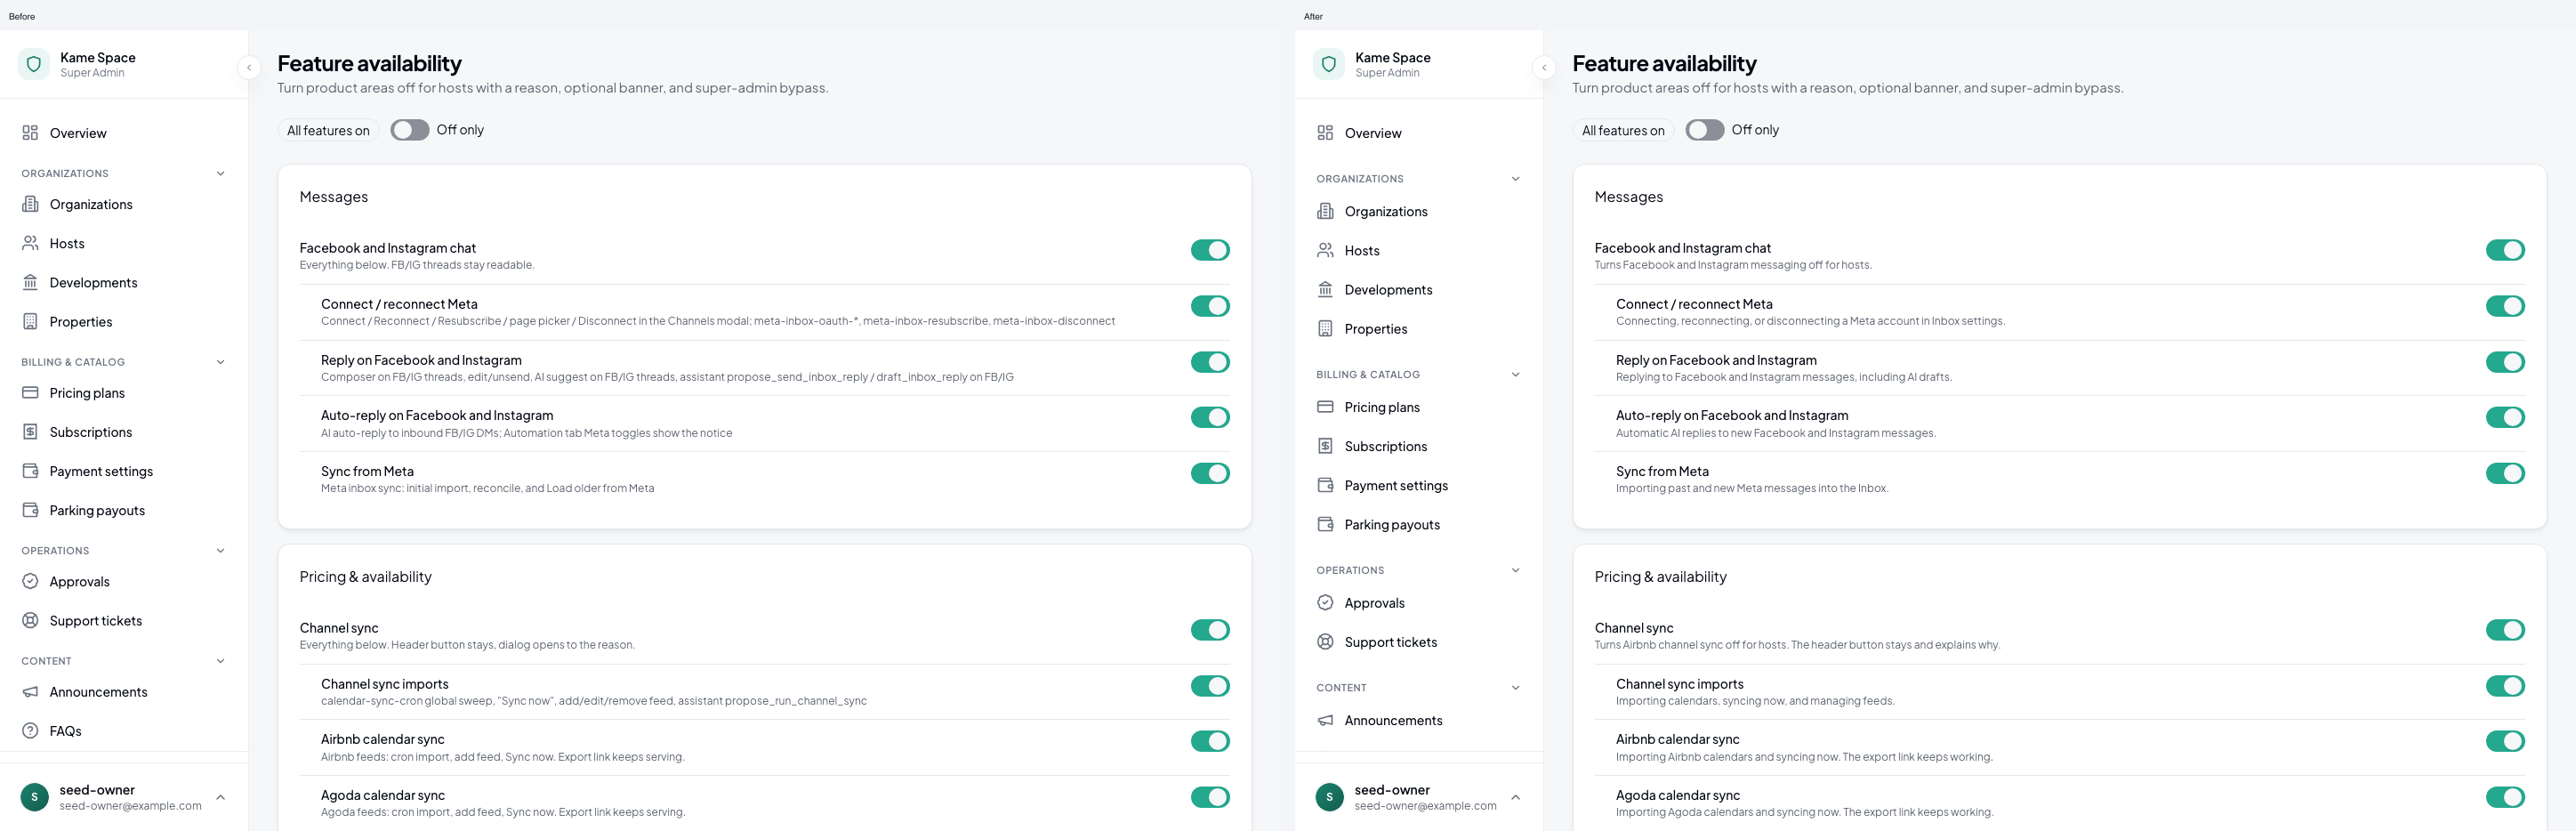 Before
Kame Space
Super Admin
Overview
ORGANIZATIONS
Organizations
Hosts
Developments
Properties
BILLING & CATALOG
Pricing plans
Subscriptions
Payment settings
Parking payouts
OPERATIONS
Approvals
Support tickets
CONTENT
Announcements
FAQs
S
seed-owner
seed-owner@example.com
Feature availability
Turn product areas off for hosts with a reason, optional banner, and super-admin bypass.
All features on
Off only
Messages
Facebook and Instagram chat
Everything below. FB/IG threads stay readable.
Connect / reconnect Meta
Connect / Reconnect / Resubscribe / page picker / Disconnect in the Channels modal; meta-inbox-oauth-*, meta-inbox-resubscribe, meta-inbox-disconnect
Reply on Facebook and Instagram
Composer on FB/IG threads, edit/unsend, AI suggest on FB/IG threads, assistant propose_send_inbox_reply / draft_inbox_reply on FB/IG
Auto-reply on Facebook and Instagram
AI auto-reply to inbound FB/IG DMs; Automation tab Meta toggles show the notice
Sync from Meta
Meta inbox sync: initial import, reconcile, and Load older from Meta
Pricing & availability
Channel sync
Everything below. Header button stays, dialog opens to the reason.
Channel sync imports
calendar-sync-cron global sweep, "Sync now", add/edit/remove feed, assistant propose_run_channel_sync
Airbnb calendar sync
Airbnb feeds: cron import, add feed, Sync now. Export link keeps serving.
Agoda calendar sync
Agoda feeds: cron import, add feed, Sync now. Export link keeps serving.
After
Kame Space
Super Admin
Overview
ORGANIZATIONS
Organizations
Hosts
Developments
Properties
BILLING & CATALOG
Pricing plans
Subscriptions
Payment settings
Parking payouts
OPERATIONS
Approvals
Support tickets
CONTENT
Announcements
S
seed-owner
seed-owner@example.com
Feature availability
Turn product areas off for hosts with a reason, optional banner, and super-admin bypass.
All features on
Off only
Messages
Facebook and Instagram chat
Turns Facebook and Instagram messaging off for hosts.
Connect / reconnect Meta
Connecting, reconnecting, or disconnecting a Meta account in Inbox settings.
Reply on Facebook and Instagram
Replying to Facebook and Instagram messages, including AI drafts.
Auto-reply on Facebook and Instagram
Automatic AI replies to new Facebook and Instagram messages.
Sync from Meta
Importing past and new Meta messages into the Inbox.
Pricing & availability
Channel sync
Turns Airbnb channel sync off for hosts. The header button stays and explains why.
Channel sync imports
Importing calendars, syncing now, and managing feeds.
Airbnb calendar sync
Importing Airbnb calendars and syncing now. The export link keeps working.
Agoda calendar sync
Importing Agoda calendars and syncing now. The export link keeps working.